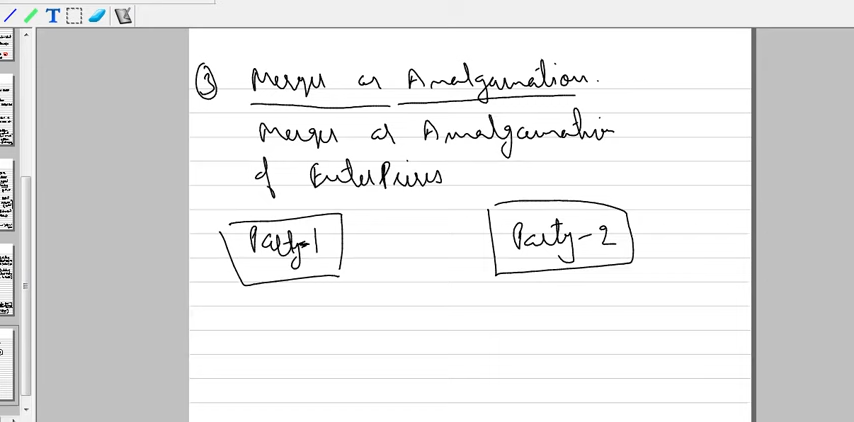 ③ Merger or Amalgamation.
Merger or Amalgamation
of Enterprises
Party-1
Party-2